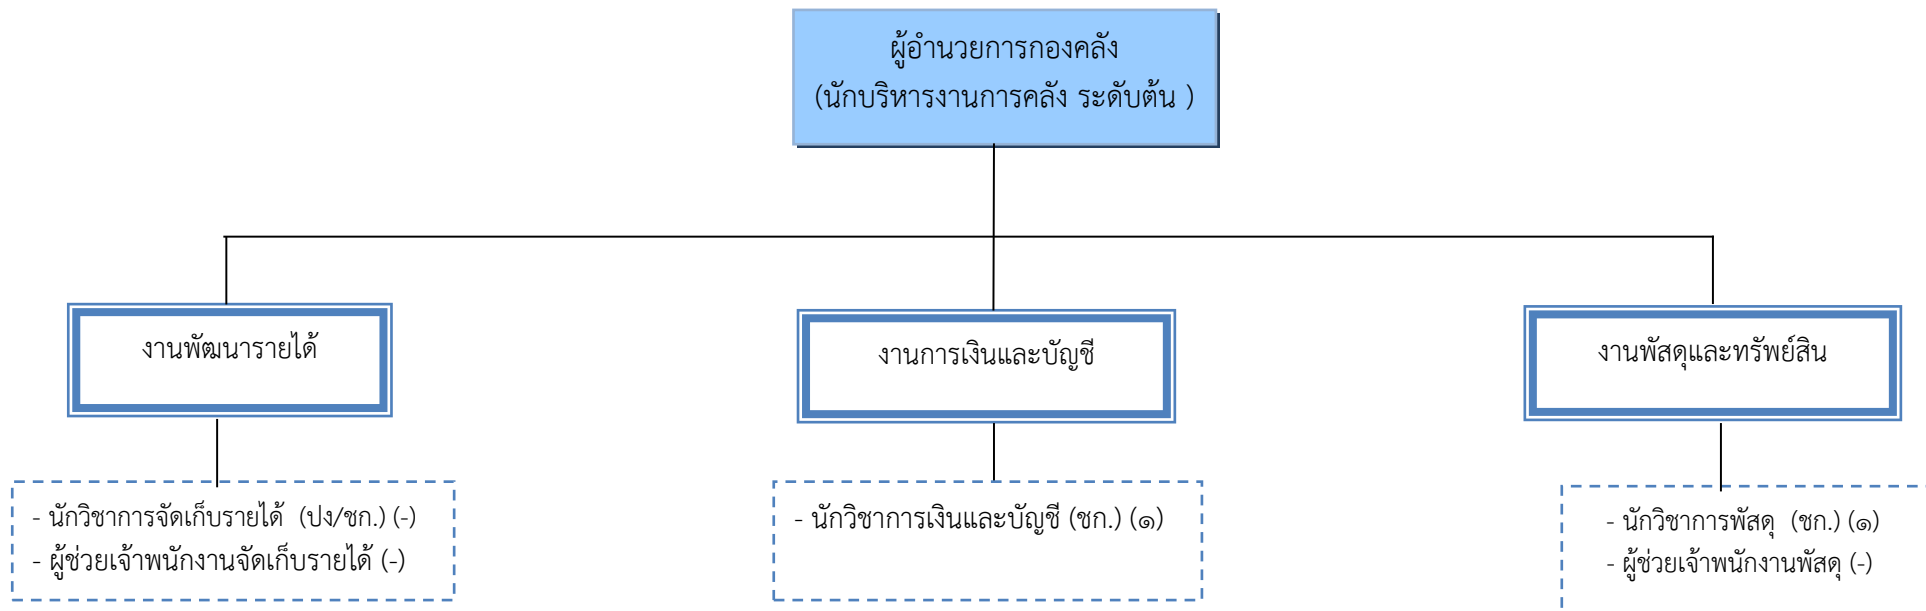 ผู้อำนวยการกองคลัง
(นักบริหารงานการคลัง ระดับต้น )
งานพัฒนารายได้
งานการเงินและบัญชี
งานพัสดุและทรัพย์สิน
- นักวิชาการจัดเก็บรายได้ (ปง/ชก.) (-)
- ผู้ช่วยเจ้าพนักงานจัดเก็บรายได้ (-)
- นักวิชาการเงินและบัญชี (ชก.) (๑)
- นักวิชาการพัสดุ (ชก.) (๑)
- ผู้ช่วยเจ้าพนักงานพัสดุ (-)